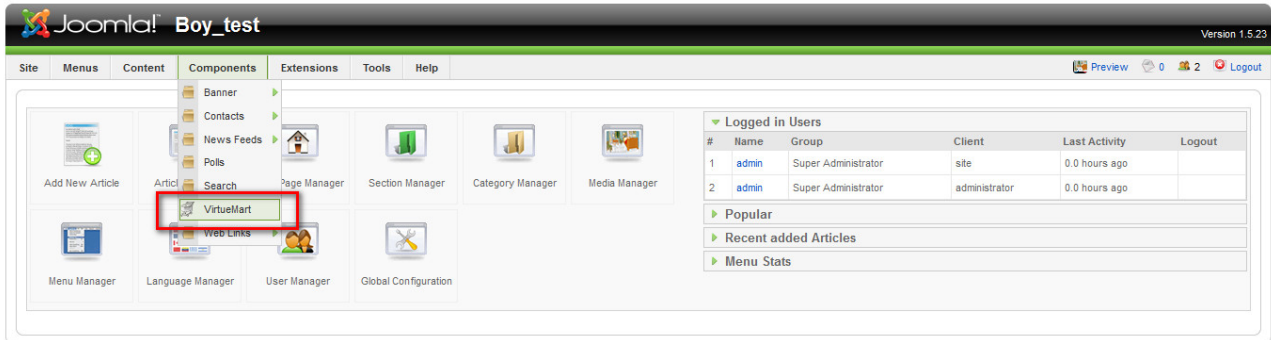 Joomla! Boy_test
Version 1.5.23
Site Menus Content Components Extensions Tools Help Preview 0 2 Logout
Banner
Contacts
News Feeds
Polls
Search
VirtueMart
Web Links
Add New Article Artic Page Manager Section Manager Category Manager Media Manager
Menu Manager Language Manager User Manager Global Configuration
Logged in Users
# Name Group Client Last Activity Logout
1 admin Super Administrator site 0.0 hours ago
2 admin Super Administrator administrator 0.0 hours ago
Popular
Recent added Articles
Menu Stats